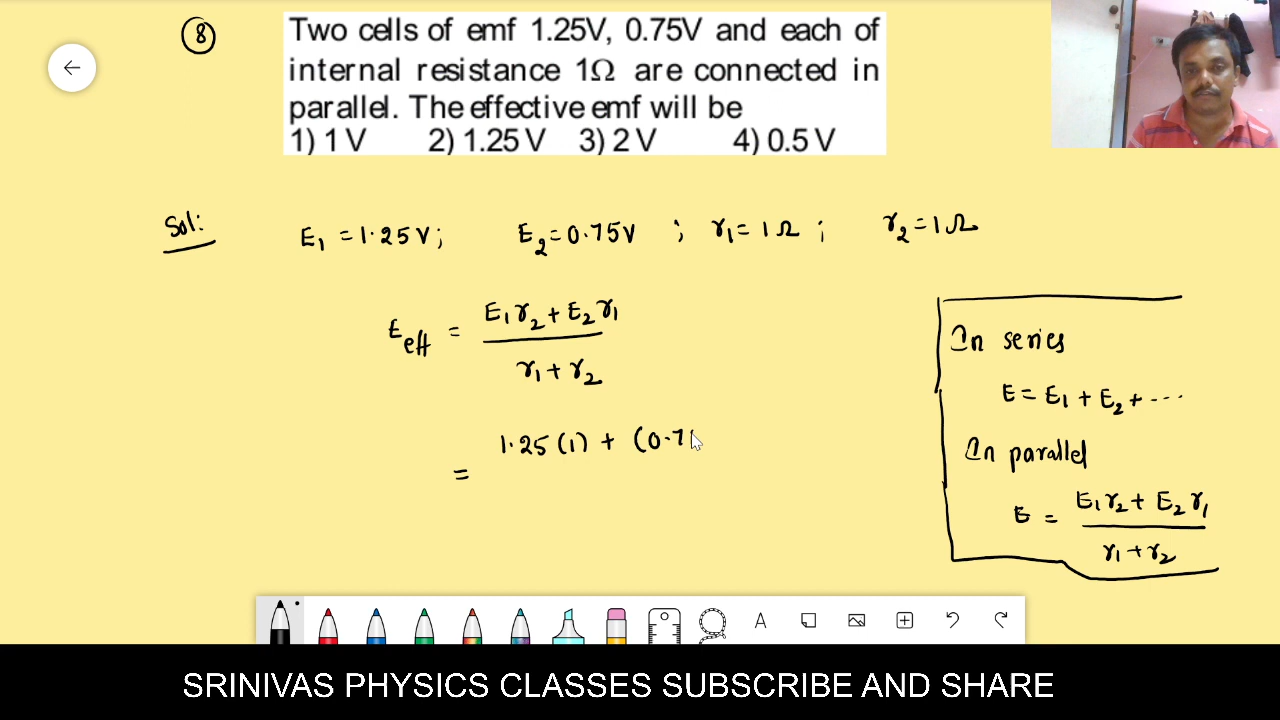 8
Two cells of emf 1.25V, 0.75V and each of
internal resistance 1Ω are connected in
parallel. The effective emf will be
1) 1 V 2) 1.25 V 3) 2 V 4) 0.5 V
Sol:
E₁ = 1.25V; E₂ = 0.75V ; r₁ = 1Ω ; r₂ = 1Ω
E_eff = (E₁r₂ + E₂r₁) / (r₁ + r₂)
= 1.25 (1) + (0.7
In series
E = E₁ + E₂ + ....
In parallel
E = (E₁r₂ + E₂r₁) / (r₁ + r₂)
A
SRINIVAS PHYSICS CLASSES SUBSCRIBE AND SHARE